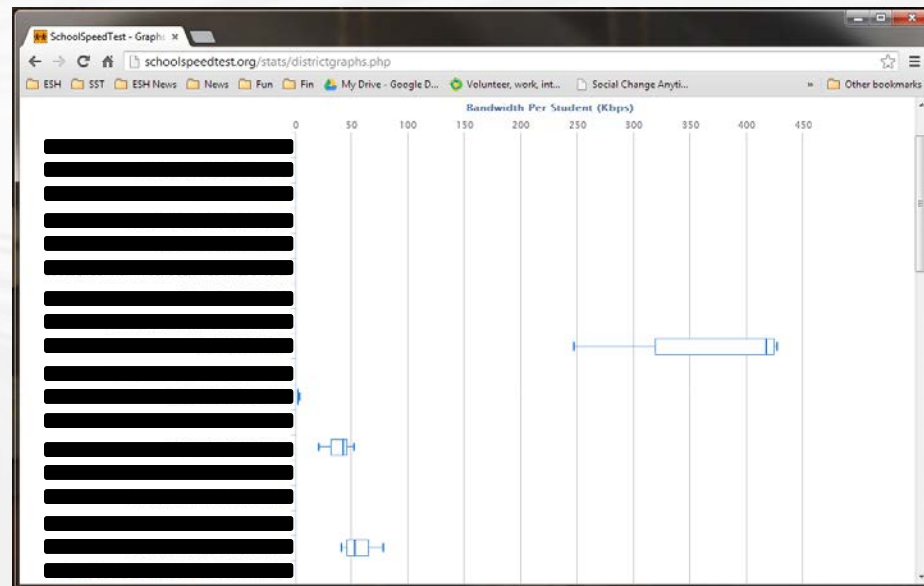 SchoolSpeedTest - Graphs
schoolspeedtest.org/stats/districtgraphs.php
ESH SST ESH News News Fun Fin My Drive - Google D... Volunteer, work, int... Social Change Anyti... » Other bookmarks
Bandwidth Per Student (Kbps)
0 50 100 150 200 250 300 350 400 450